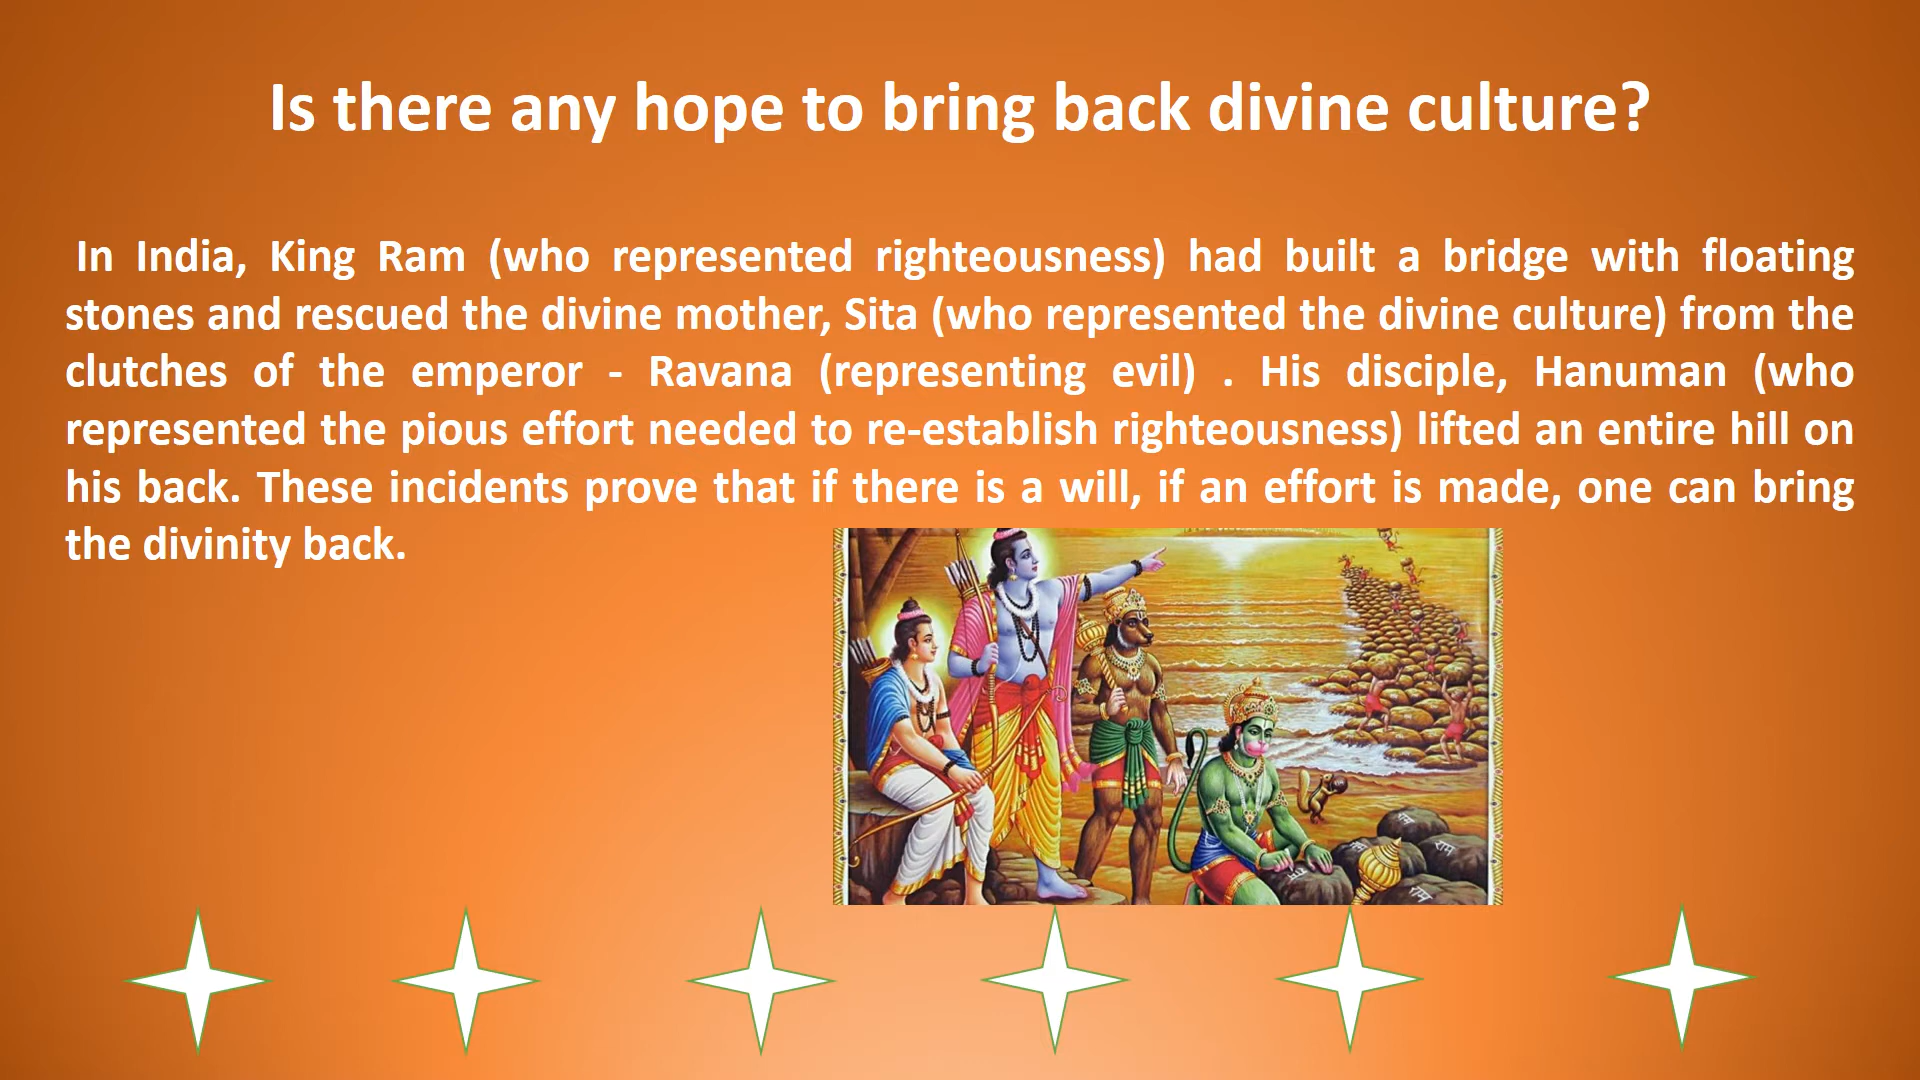 Is there any hope to bring back divine culture?
In India, King Ram (who represented righteousness) had built a bridge with floating
stones and rescued the divine mother, Sita (who represented the divine culture) from the
clutches of the emperor - Ravana (representing evil) . His disciple, Hanuman (who
represented the pious effort needed to re-establish righteousness) lifted an entire hill on
his back. These incidents prove that if there is a will, if an effort is made, one can bring
the divinity back.
राम
राम